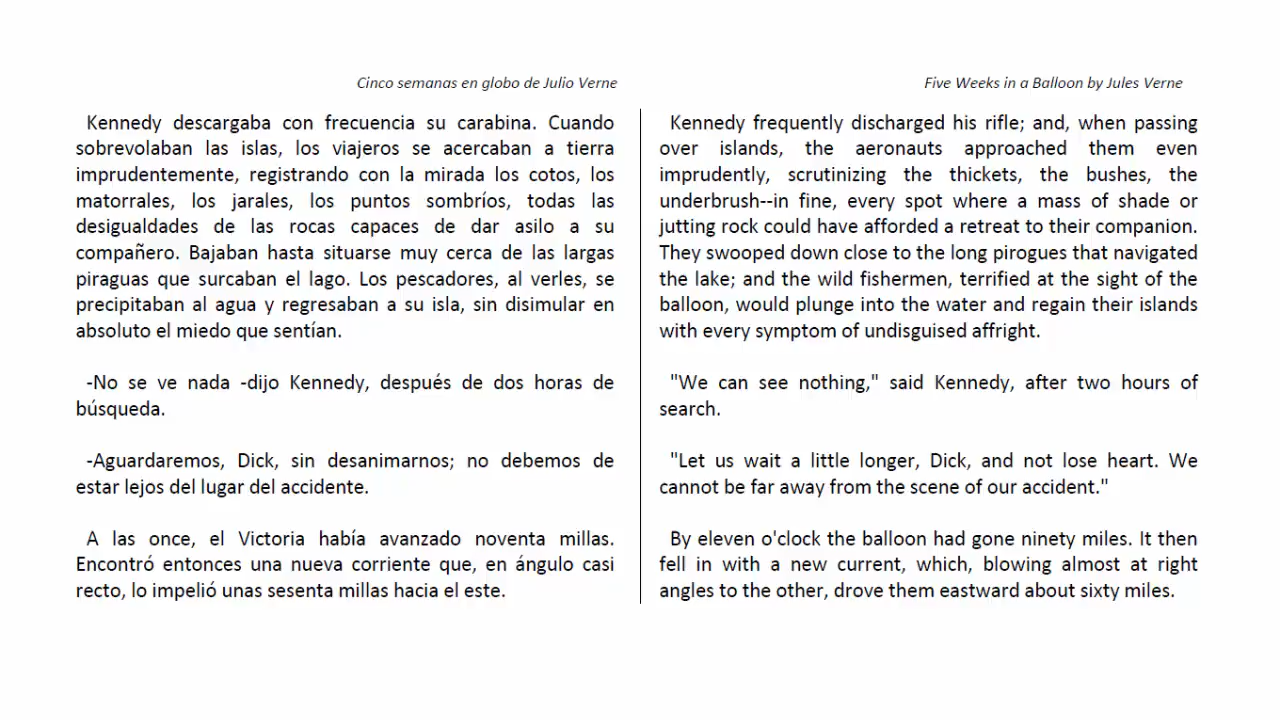 Cinco semanas en globo de Julio Verne
Kennedy descargaba con frecuencia su carabina. Cuando
sobrevolaban las islas, los viajeros se acercaban a tierra
imprudentemente, registrando con la mirada los cotos, los
matorrales, los jarales, los puntos sombríos, todas las
desigualdades de las rocas capaces de dar asilo a su
compañero. Bajaban hasta situarse muy cerca de las largas
piraguas que surcaban el lago. Los pescadores, al verles, se
precipitaban al agua y regresaban a su isla, sin disimular en
absoluto el miedo que sentían.
-No se ve nada -dijo Kennedy, después de dos horas de
búsqueda.
-Aguardaremos, Dick, sin desanimarnos; no debemos de
estar lejos del lugar del accidente.
A las once, el Victoria había avanzado noventa millas.
Encontró entonces una nueva corriente que, en ángulo casi
recto, lo impelió unas sesenta millas hacia el este.
Five Weeks in a Balloon by Jules Verne
Kennedy frequently discharged his rifle; and, when passing
over islands, the aeronauts approached them even
imprudently, scrutinizing the thickets, the bushes, the
underbrush--in fine, every spot where a mass of shade or
jutting rock could have afforded a retreat to their companion.
They swooped down close to the long pirogues that navigated
the lake; and the wild fishermen, terrified at the sight of the
balloon, would plunge into the water and regain their islands
with every symptom of undisguised affright.
"We can see nothing," said Kennedy, after two hours of
search.
"Let us wait a little longer, Dick, and not lose heart. We
cannot be far away from the scene of our accident."
By eleven o'clock the balloon had gone ninety miles. It then
fell in with a new current, which, blowing almost at right
angles to the other, drove them eastward about sixty miles.